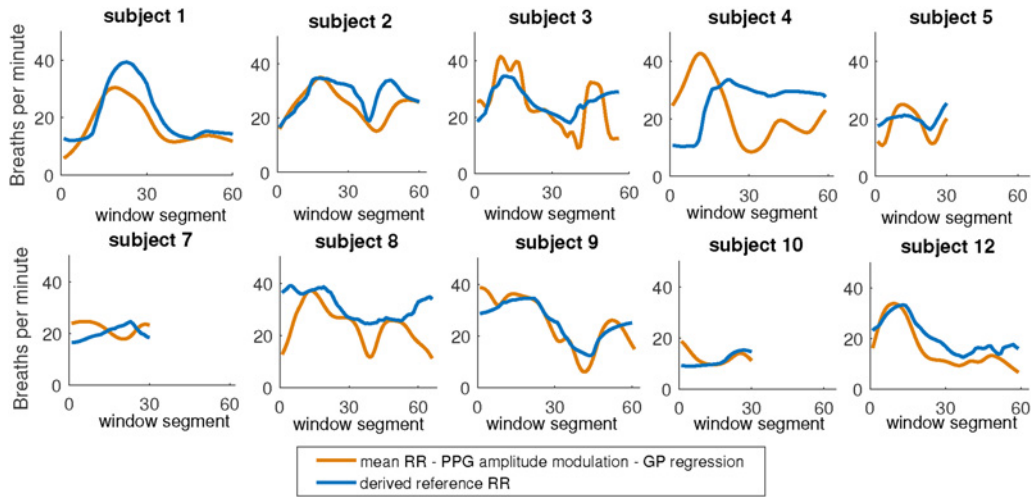 subject 1
subject 2
subject 3
subject 4
subject 5
Breaths per minute
40
20
0
0 30 60
window segment
40
20
0
0 30 60
window segment
40
20
0
0 30 60
window segment
40
20
0
0 30 60
window segment
40
20
0
0 30 60
window segment
subject 7
subject 8
subject 9
subject 10
subject 12
Breaths per minute
40
20
0
0 30 60
window segment
40
20
0
0 30 60
window segment
40
20
0
0 30 60
window segment
40
20
0
0 30 60
window segment
40
20
0
0 30 60
window segment
mean RR - PPG amplitude modulation - GP regression
derived reference RR